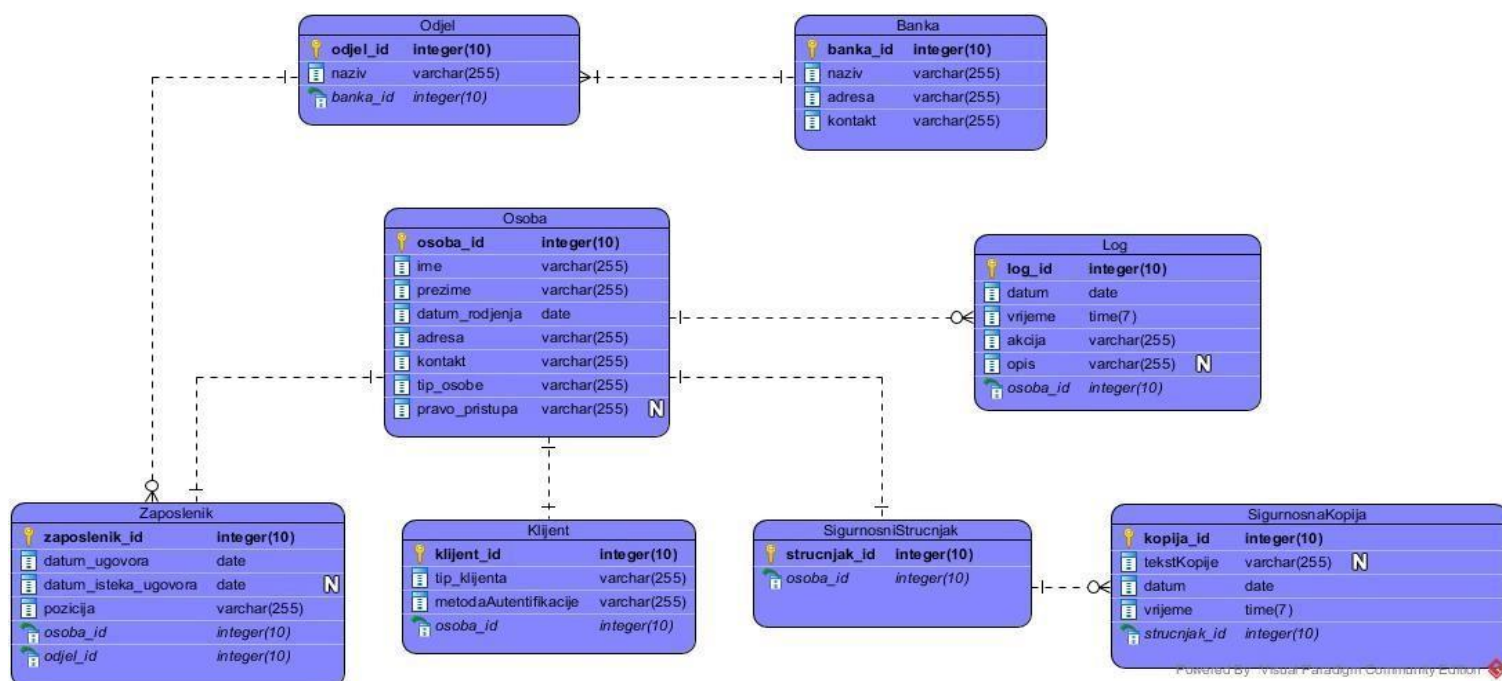 Odjel
odjel_id integer(10)
naziv varchar(255)
banka_id integer(10)
Banka
banka_id integer(10)
naziv varchar(255)
adresa varchar(255)
kontakt varchar(255)
Osoba
osoba_id integer(10)
ime varchar(255)
prezime varchar(255)
datum_rodjenja date
adresa varchar(255)
kontakt varchar(255)
tip_osobe varchar(255)
pravo_pristupa varchar(255) N
Log
log_id integer(10)
datum date
vrijeme time(7)
akcija varchar(255)
opis varchar(255) N
osoba_id integer(10)
Zaposlenik
zaposlenik_id integer(10)
datum_ugovora date
datum_isteka_ugovora date N
pozicija varchar(255)
osoba_id integer(10)
odjel_id integer(10)
Klijent
klijent_id integer(10)
tip_klijenta varchar(255)
metodaAutentifikacije varchar(255)
osoba_id integer(10)
SigurnosniStrucnjak
strucnjak_id integer(10)
osoba_id integer(10)
SigurnosnaKopija
kopija_id integer(10)
tekstKopije varchar(255) N
datum date
vrijeme time(7)
strucnjak_id integer(10)
Powered By Visual Paradigm Community Edition